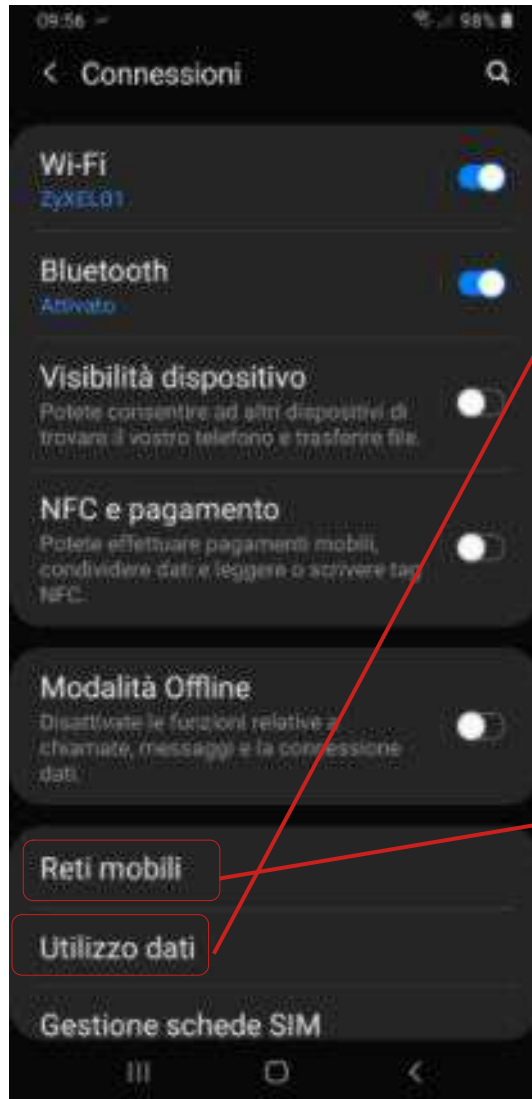 09:56
98%
Connessioni
Wi-Fi
ZyXEL01
Bluetooth
Attivato
Visibilità dispositivo
Potete consentire ad altri dispositivi di
trovare il vostro telefono e trasferire file.
NFC e pagamento
Potete effettuare pagamenti mobili,
condividere dati e leggere o scrivere tag
NFC.
Modalità Offline
Disattivate le funzioni relative a
chiamate, messaggi e la connessione
dati.
Reti mobili
Utilizzo dati
Gestione schede SIM